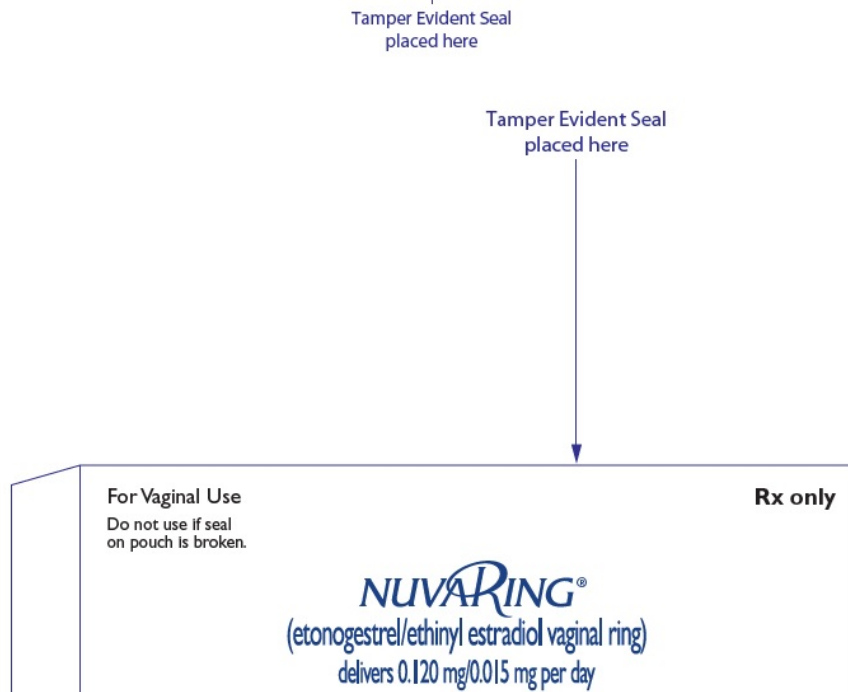 Tamper Evident Seal
placed here
Tamper Evident Seal
placed here
For Vaginal Use
Rx only
Do not use if seal
on pouch is broken.
NUVARING®
(etonogestrel/ethinyl estradiol vaginal ring)
delivers 0.120 mg/0.015 mg per day